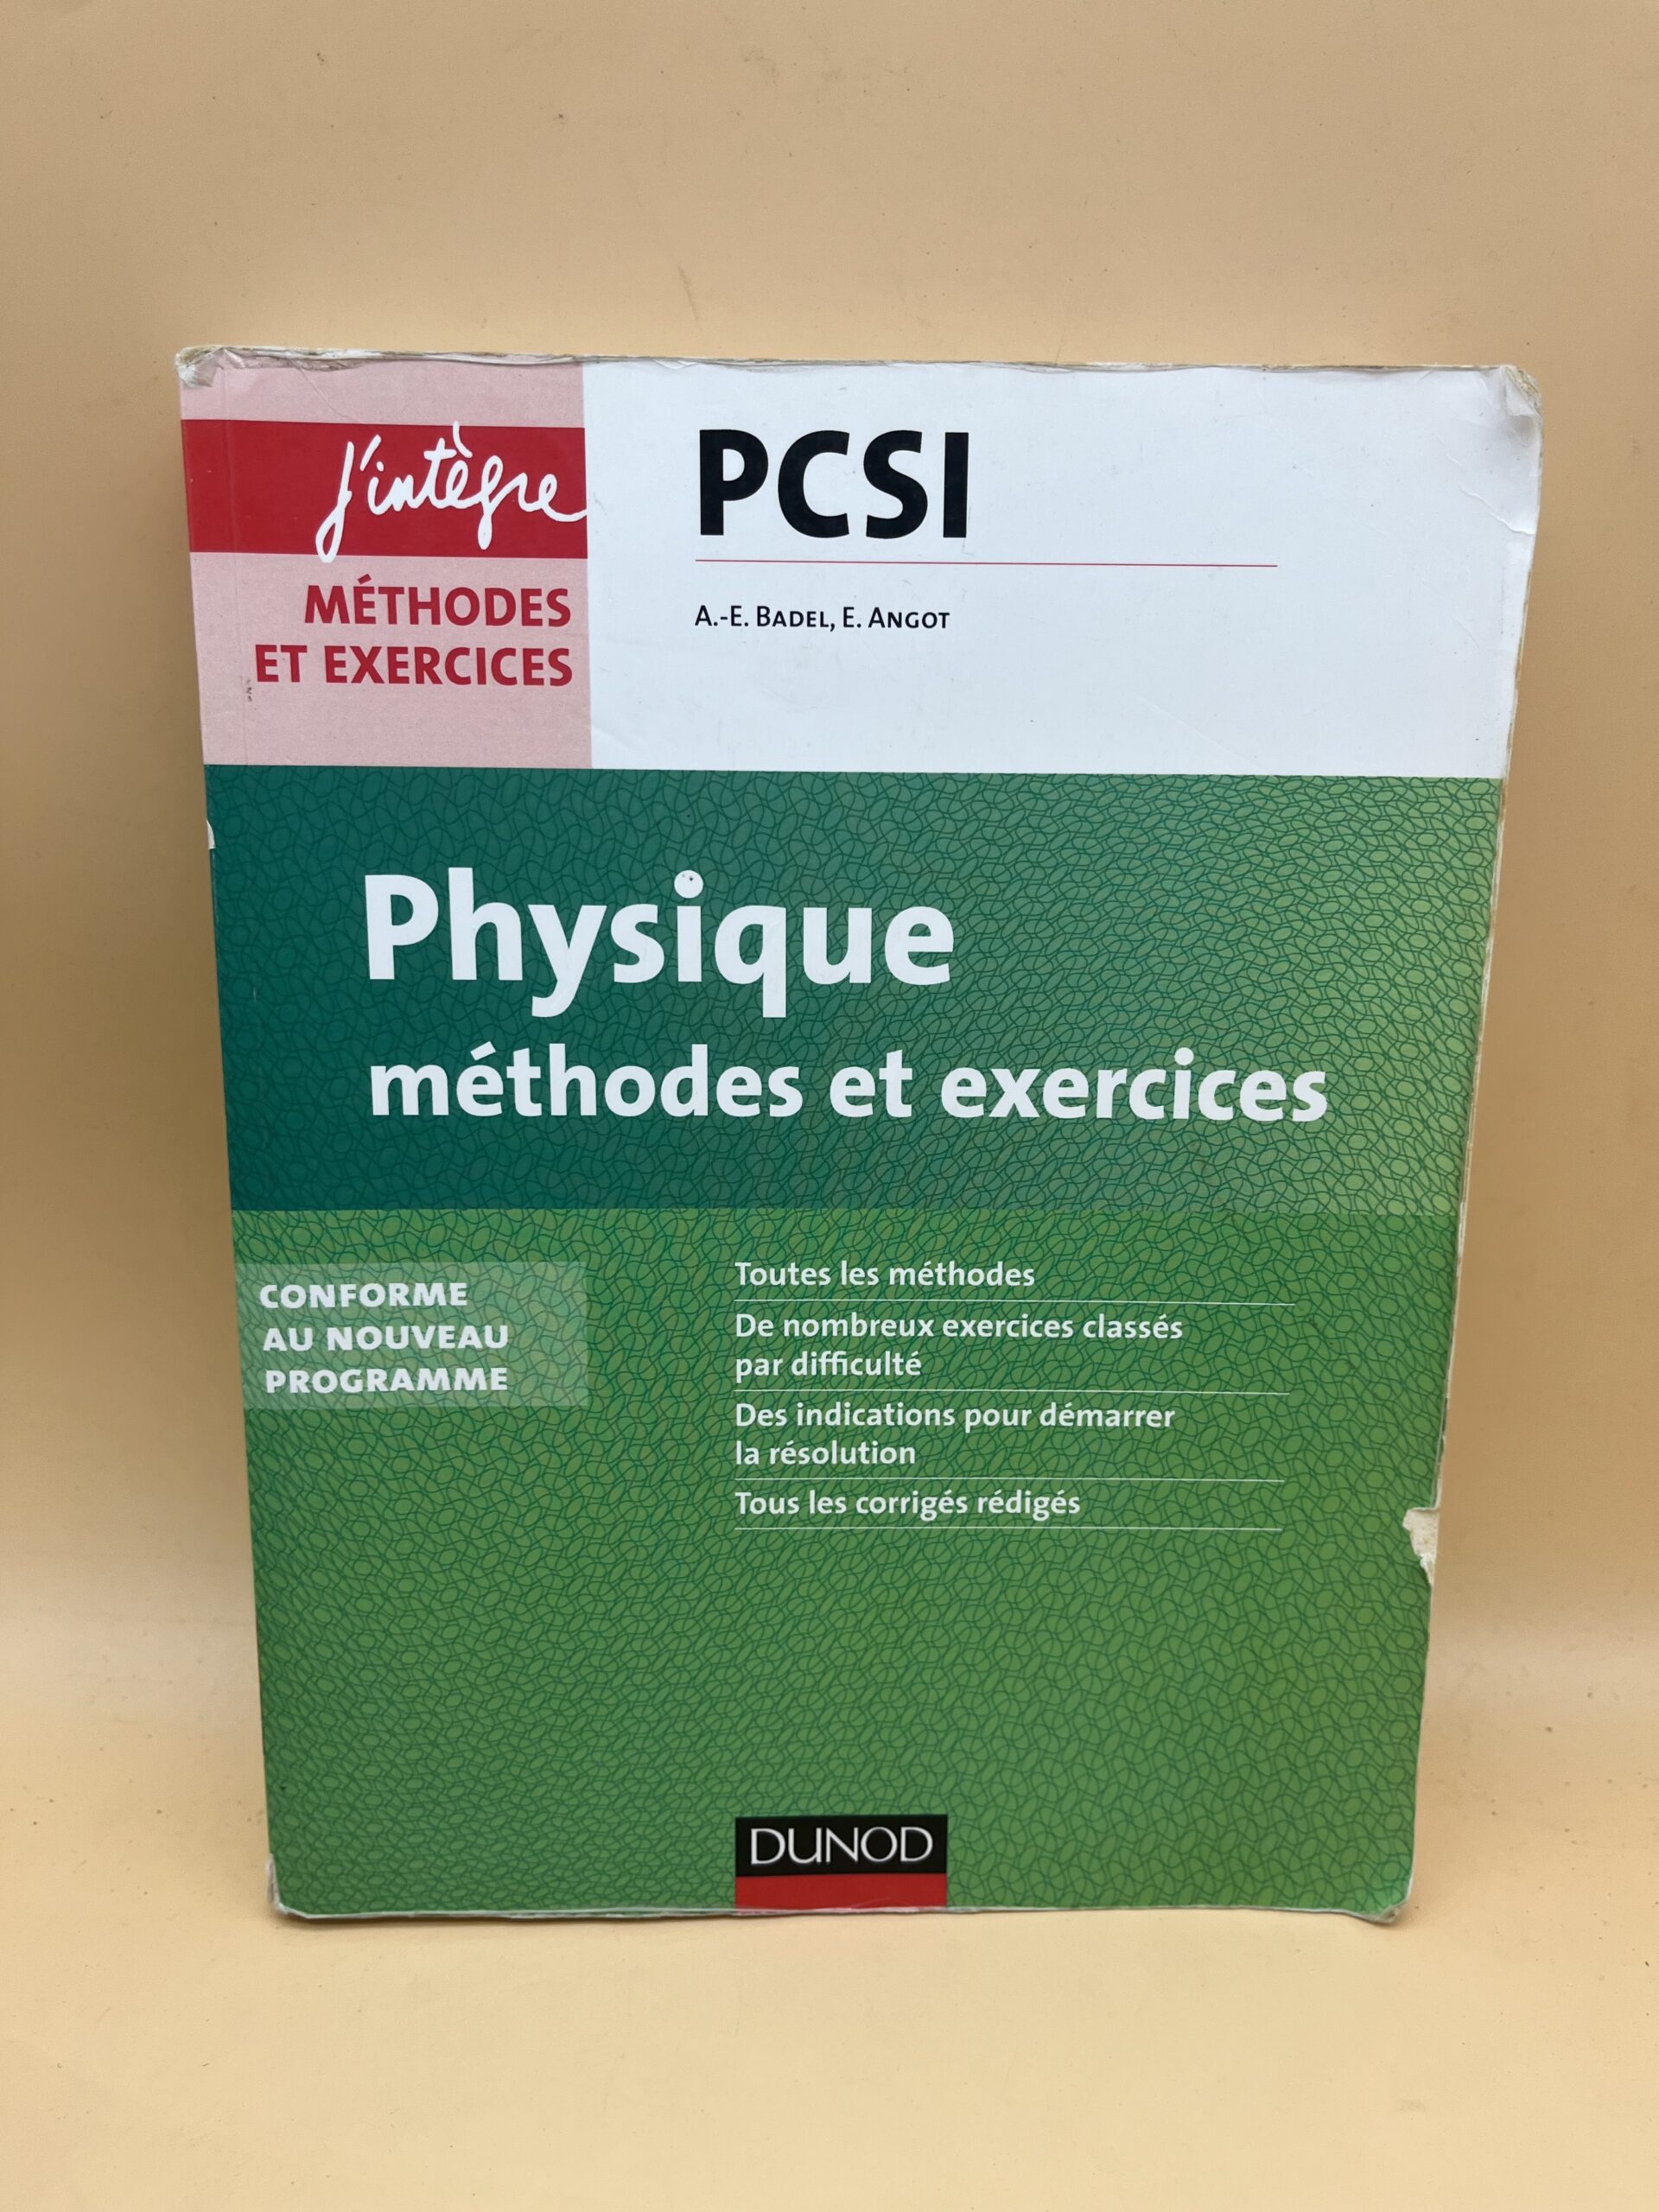 J'intègre
MÉTHODES
ET EXERCICES
PCSI
A.-E. BADEL, E. ANGOT
Physique
méthodes et exercices
CONFORME
AU NOUVEAU
PROGRAMME
Toutes les méthodes
De nombreux exercices classés
par difficulté
Des indications pour démarrer
la résolution
Tous les corrigés rédigés
DUNOD